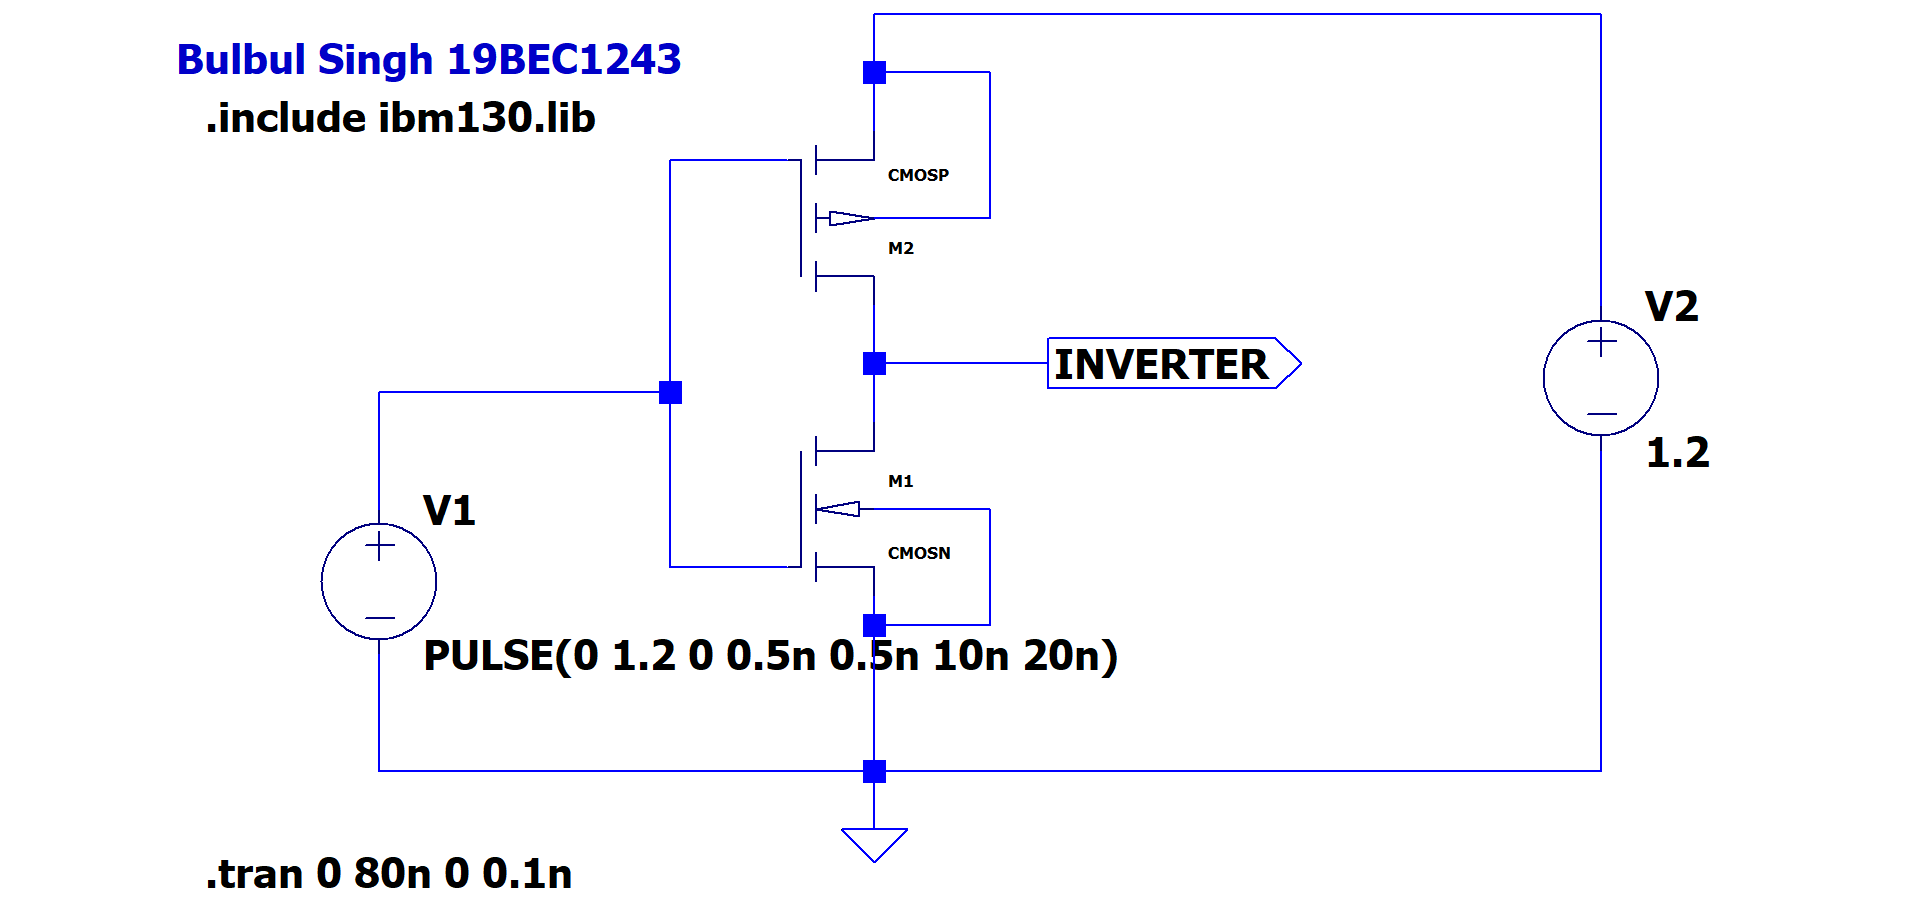 Bulbul Singh 19BEC1243
.include ibm130.lib
CMOSP
M2
INVERTER
V2
1.2
M1
V1
CMOSN
PULSE(0 1.2 0 0.5n 0.5n 10n 20n)
.tran 0 80n 0 0.1n